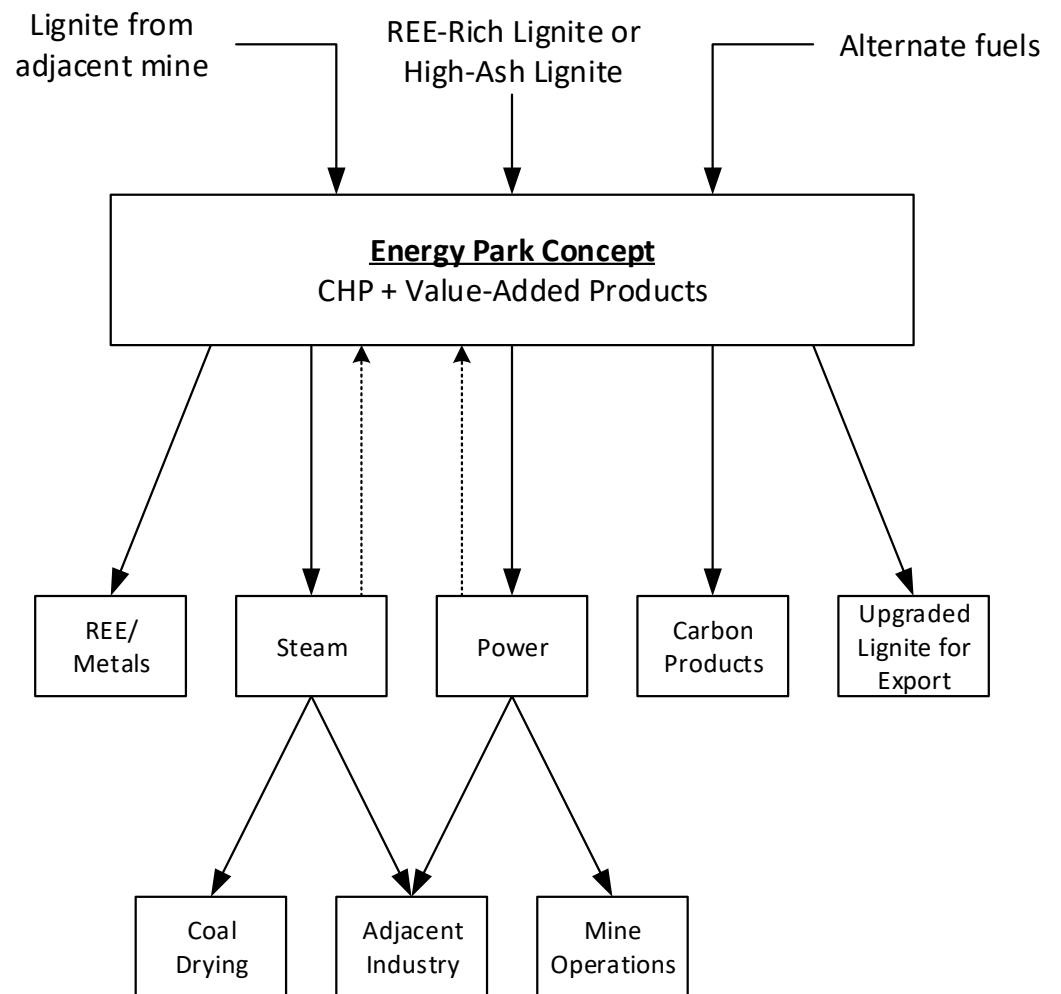 Lignite from
adjacent mine
REE-Rich Lignite or
High-Ash Lignite
Alternate fuels
Energy Park Concept
CHP + Value-Added Products
REE/
Metals
Steam
Power
Carbon
Products
Upgraded
Lignite for
Export
Coal
Drying
Adjacent
Industry
Mine
Operations